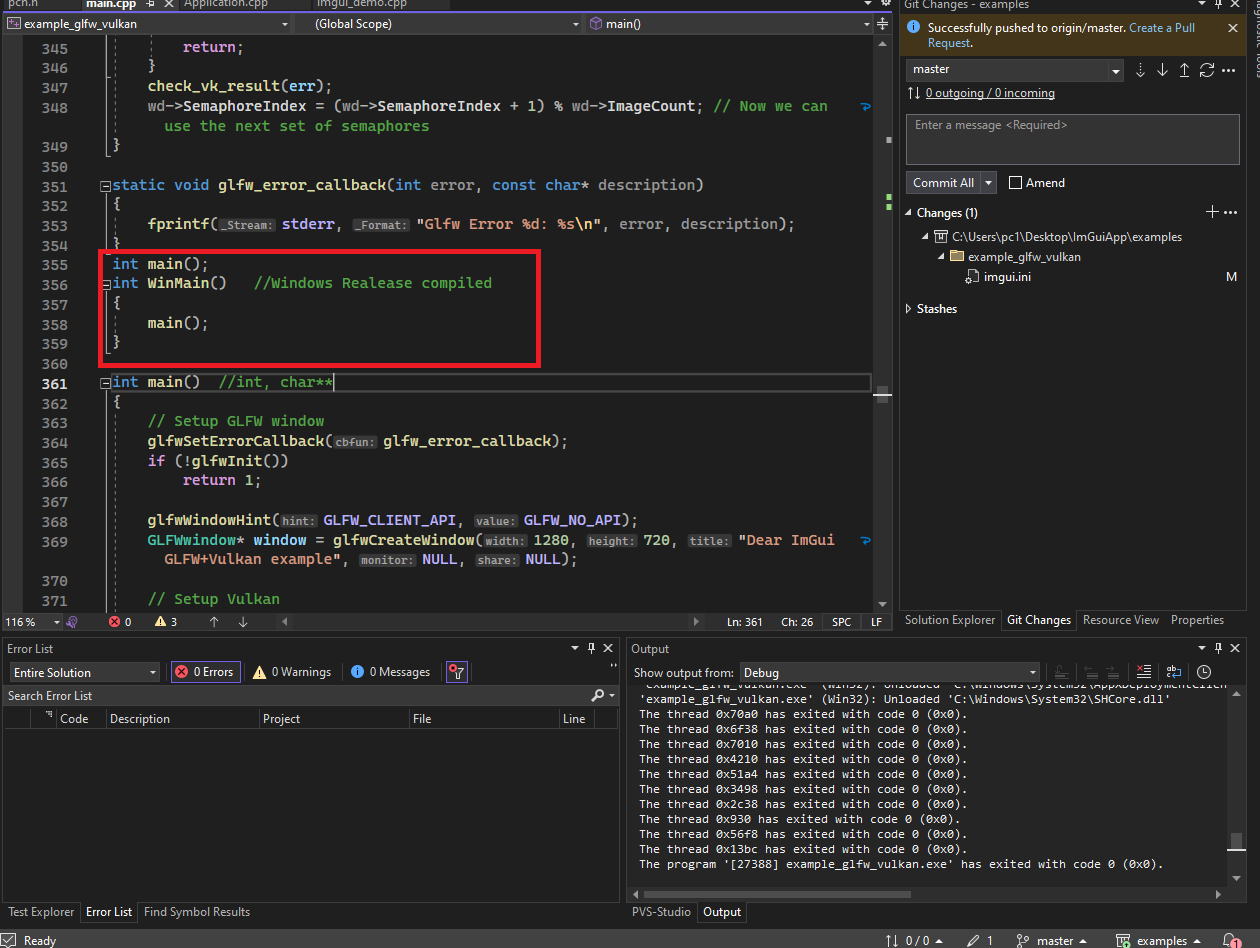 pch.h main.cpp Application.cpp imgui_demo.cpp
example_glfw_vulkan (Global Scope) main()
345 return;
346 }
347 check_vk_result(err);
348 wd->SemaphoreIndex = (wd->SemaphoreIndex + 1) % wd->ImageCount; // Now we can
use the next set of semaphores
349 }
350
351 static void glfw_error_callback(int error, const char* description)
352 {
353 fprintf(_Stream: stderr, _Format: "Glfw Error %d: %s\n", error, description);
354 }
355 int main();
356 int WinMain() //Windows Realease compiled
357 {
358 main();
359 }
360
361 int main() //int, char**
362 {
363 // Setup GLFW window
364 glfwSetErrorCallback(cbfun: glfw_error_callback);
365 if (!glfwInit())
366 return 1;
367
368 glfwWindowHint(hint: GLFW_CLIENT_API, value: GLFW_NO_API);
369 GLFWwindow* window = glfwCreateWindow(width: 1280, height: 720, title: "Dear ImGui
GLFW+Vulkan example", monitor: NULL, share: NULL);
370
371 // Setup Vulkan
116 % 0 3 Ln: 361 Ch: 26 SPC LF
Git Changes - examples
Successfully pushed to origin/master. Create a Pull
Request.
master
0 outgoing / 0 incoming
Enter a message <Required>
Commit All Amend
Changes (1)
C:\Users\pc1\Desktop\ImGuiApp\examples
example_glfw_vulkan
imgui.ini M
Stashes
Solution Explorer Git Changes Resource View Properties
Error List
Entire Solution 0 Errors 0 Warnings 0 Messages
Search Error List
Code Description Project File Line
Test Explorer Error List Find Symbol Results
Output
Show output from: Debug
'example_glfw_vulkan.exe' (Win32): Unloaded 'C:\Windows\System32\AppXDeploymentClien
'example_glfw_vulkan.exe' (Win32): Unloaded 'C:\Windows\System32\SHCore.dll'
The thread 0x70a0 has exited with code 0 (0x0).
The thread 0x6f38 has exited with code 0 (0x0).
The thread 0x7010 has exited with code 0 (0x0).
The thread 0x4210 has exited with code 0 (0x0).
The thread 0x51a4 has exited with code 0 (0x0).
The thread 0x3498 has exited with code 0 (0x0).
The thread 0x2c38 has exited with code 0 (0x0).
The thread 0x930 has exited with code 0 (0x0).
The thread 0x56f8 has exited with code 0 (0x0).
The thread 0x13bc has exited with code 0 (0x0).
The program '[27388] example_glfw_vulkan.exe' has exited with code 0 (0x0).
PVS-Studio Output
Ready 0 / 0 1 master examples 1